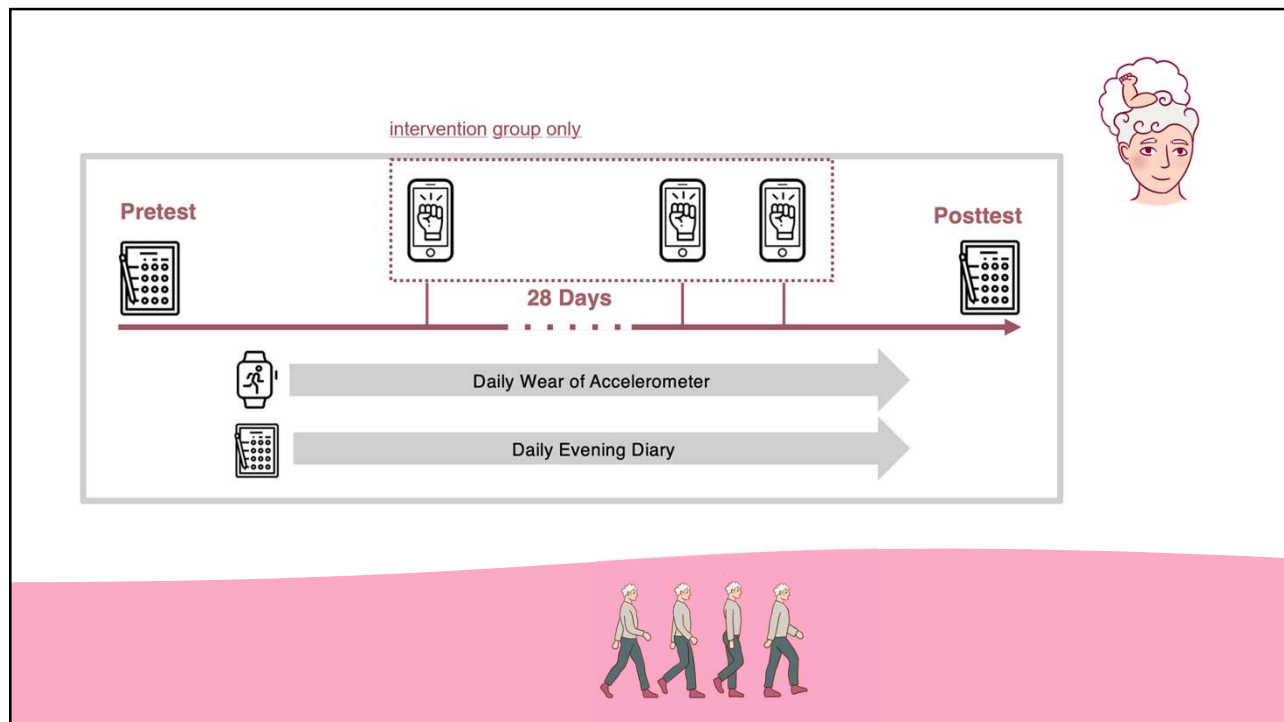 intervention group only
Pretest
Posttest
28 Days
Daily Wear of Accelerometer
Daily Evening Diary